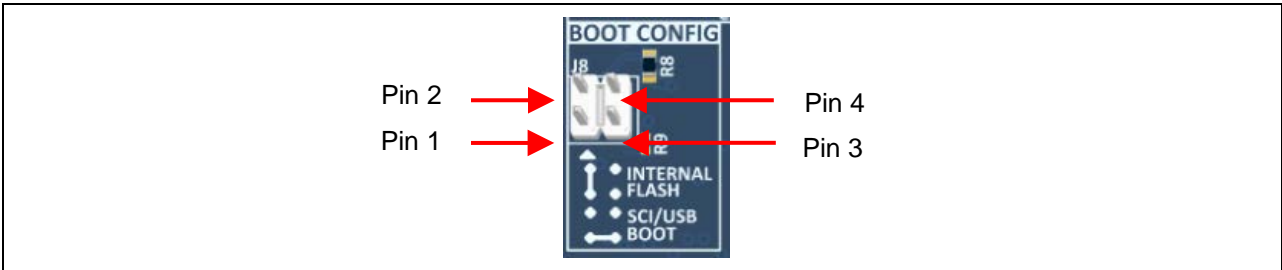 BOOT CONFIG
J8
R8
Pin 2
Pin 4
Pin 1
Pin 3
R9
INTERNAL
FLASH
SCI/USB
BOOT